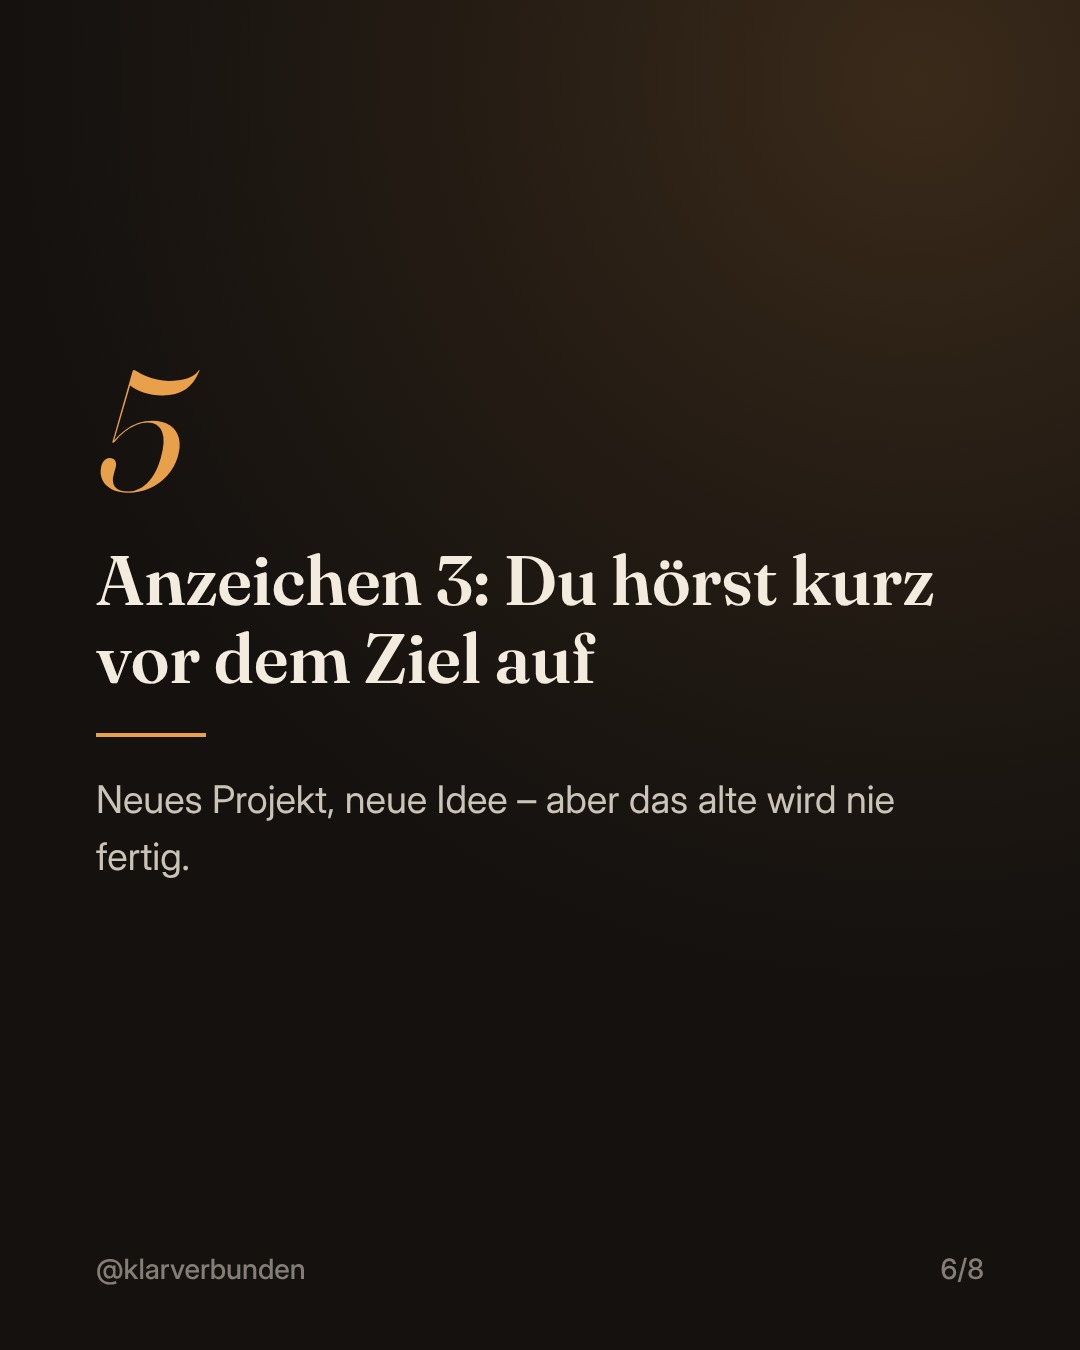 5
Anzeichen 3: Du hörst kurz
vor dem Ziel auf
Neues Projekt, neue Idee – aber das alte wird nie
fertig.
@klarverbunden
6/8